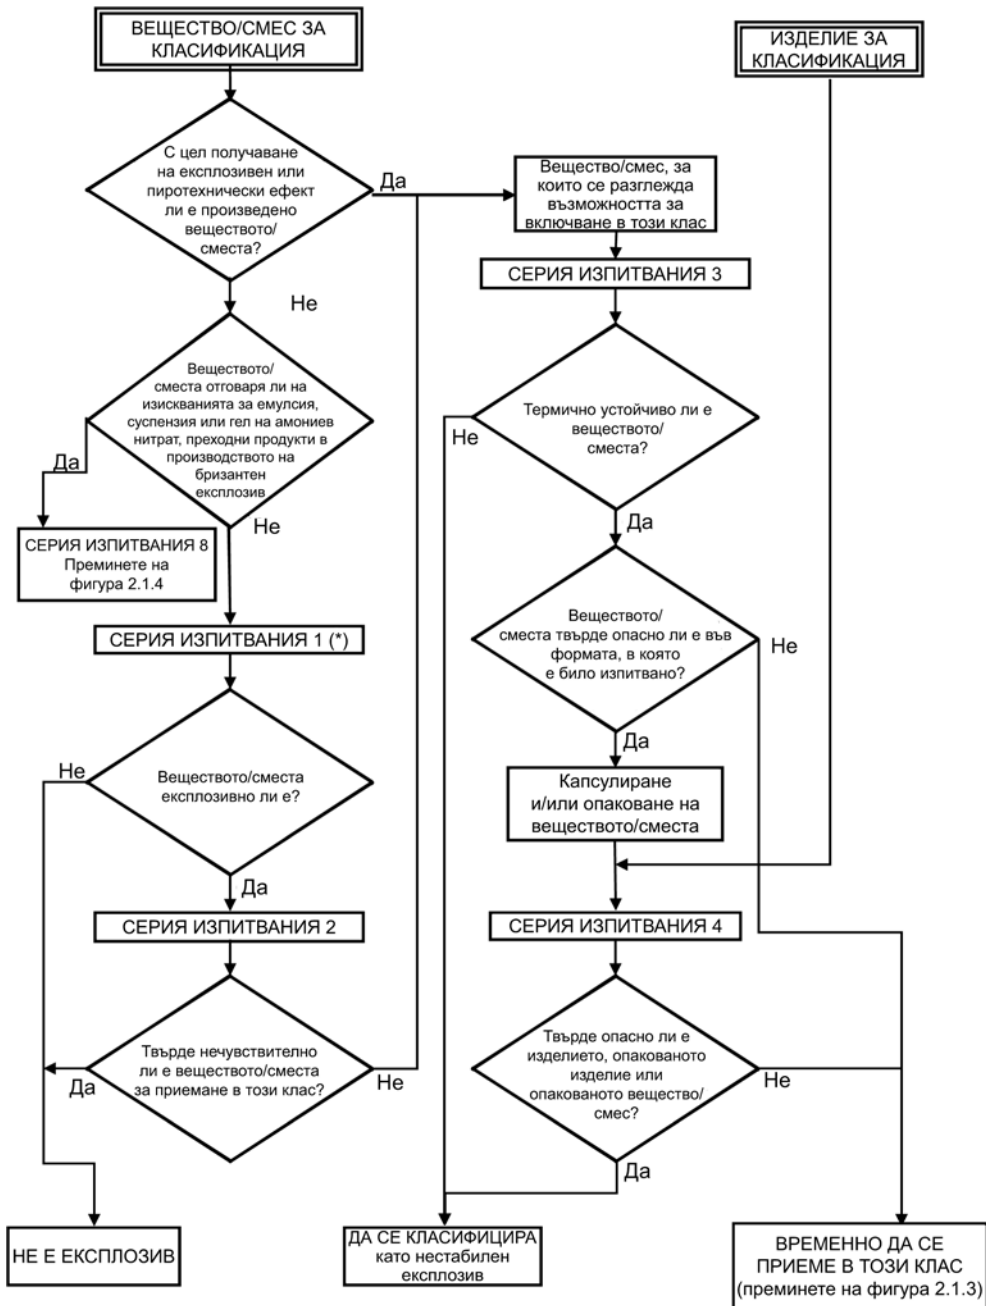 ВЕЩЕСТВО/СМЕС ЗА
КЛАСИФИКАЦИЯ
ИЗДЕЛИЕ ЗА
КЛАСИФИКАЦИЯ
С цел получаване
на експлозивен или
пиротехнически ефект
ли е произведено
веществото/
сместа?
Да
Вещество/смес, за
които се разглежда
възможността за
включване в този клас
СЕРИЯ ИЗПИТВАНИЯ 3
Не
Веществото/
сместа отговаря ли на
изискванията за емулсия,
суспензия или гел на амониев
нитрат, преходни продукти в
производството на
бризантен
експлозив
Да
Не
СЕРИЯ ИЗПИТВАНИЯ 8
Преминете на
фигура 2.1.4
Термично устойчиво ли е
веществото/
сместа?
Не
Да
СЕРИЯ ИЗПИТВАНИЯ 1 (*)
Веществото/
сместа твърде опасно ли е във
формата, в която
е било изпитвано?
Не
Да
Веществото/сместа
експлозивно ли е?
Не
Да
Капсулиране
и/или опаковане на
веществото/сместа
СЕРИЯ ИЗПИТВАНИЯ 2
СЕРИЯ ИЗПИТВАНИЯ 4
Твърде нечувствително
ли е веществото/сместа
за приемане в този клас?
Да
Не
Твърде опасно ли е
изделието, опакованото
изделие или
опакованото вещество/
смес?
Не
Да
НЕ Е ЕКСПЛОЗИВ
ДА СЕ КЛАСИФИЦИРА
като нестабилен
експлозив
ВРЕМЕННО ДА СЕ
ПРИЕМЕ В ТОЗИ КЛАС
(преминете на фигура 2.1.3)